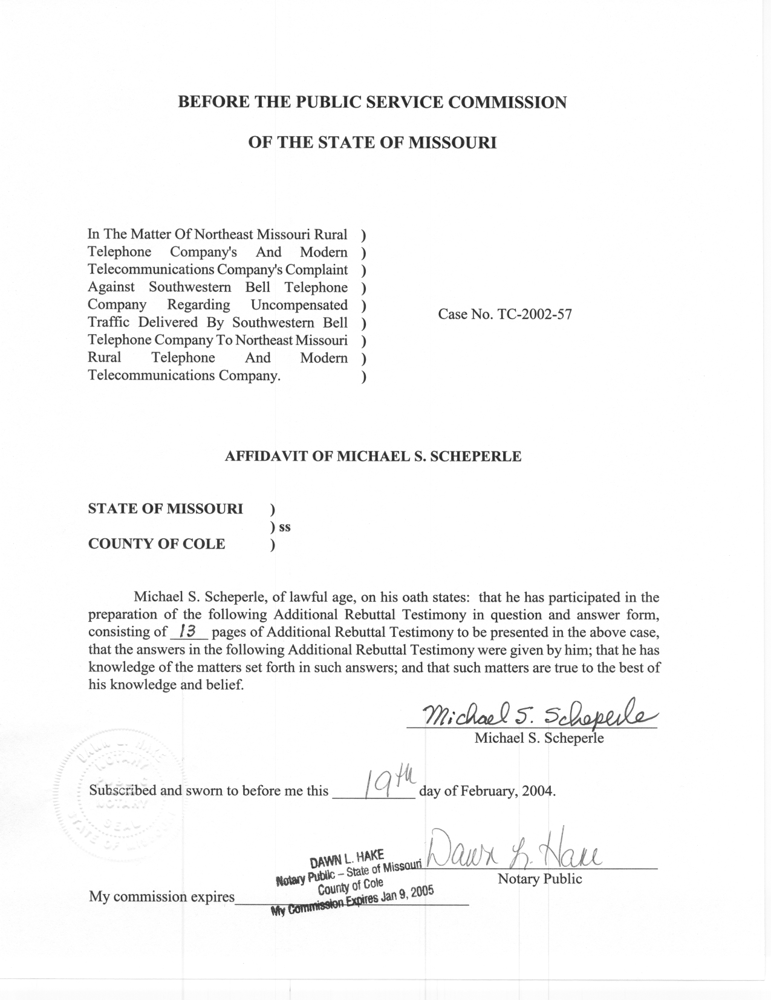 BEFORE THE PUBLIC SERVICE COMMISSION
OF THE STATE OF MISSOURI
In The Matter Of Northeast Missouri Rural )
Telephone Company's And Modern )
Telecommunications Company's Complaint )
Against Southwestern Bell Telephone )
Company Regarding Uncompensated )
Traffic Delivered By Southwestern Bell )
Telephone Company To Northeast Missouri )
Rural Telephone And Modern )
Telecommunications Company. )
Case No. TC-2002-57
AFFIDAVIT OF MICHAEL S. SCHEPERLE
STATE OF MISSOURI )
) ss
COUNTY OF COLE )
Michael S. Scheperle, of lawful age, on his oath states: that he has participated in the
preparation of the following Additional Rebuttal Testimony in question and answer form,
consisting of 13 pages of Additional Rebuttal Testimony to be presented in the above case,
that the answers in the following Additional Rebuttal Testimony were given by him; that he has
knowledge of the matters set forth in such answers; and that such matters are true to the best of
his knowledge and belief.
Michael S. Scheperle
Michael S. Scheperle
DAWN L. HAKE
NOTARY
PUBLIC
NOTARY
SEAL
STATE OF MISSOURI
Subscribed and sworn to before me this 19th day of February, 2004.
Dawn L. Hake
Notary Public
DAWN L. HAKE
Notary Public – State of Missouri
County of Cole
My Commission Expires Jan 9, 2005
My commission expires